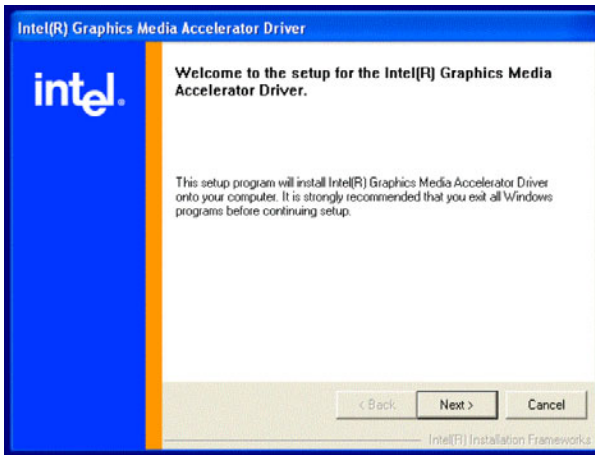 Intel(R) Graphics Media Accelerator Driver
intel.
Welcome to the setup for the Intel(R) Graphics Media
Accelerator Driver.
This setup program will install Intel(R) Graphics Media Accelerator Driver
onto your computer. It is strongly recommended that you exit all Windows
programs before continuing setup.
< Back
Next >
Cancel
Intel(R) Installation Frameworks